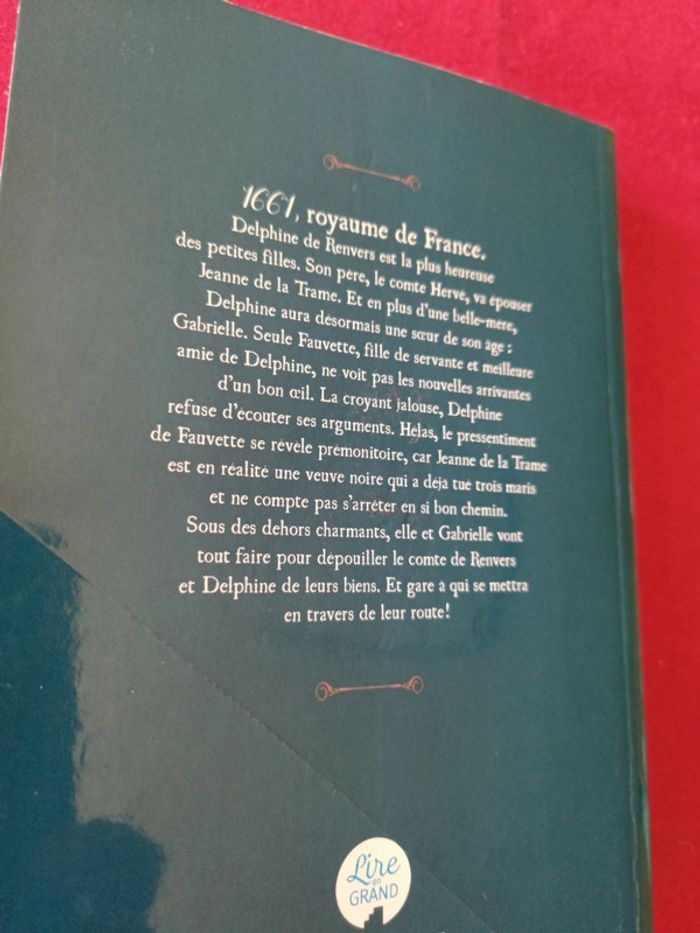 1661, royaume de France.
Delphine de Renvers est la plus heureuse
des petites filles. Son père, le comte Hervé, va épouser
Jeanne de la Trame. Et en plus d'une belle-mère,
Delphine aura désormais une sœur de son âge :
Gabrielle. Seule Fauvette, fille de servante et meilleure
amie de Delphine, ne voit pas les nouvelles arrivantes
d'un bon œil. La croyant jalouse, Delphine
refuse d'écouter ses arguments. Hélas, le pressentiment
de Fauvette se révèle prémonitoire, car Jeanne de la Trame
est en réalité une veuve noire qui a déjà tué trois maris
et ne compte pas s'arrêter en si bon chemin.
Sous des dehors charmants, elle et Gabrielle vont
tout faire pour dépouiller le comte de Renvers
et Delphine de leurs biens. Et gare à qui se mettra
en travers de leur route !
Lire
en
GRAND